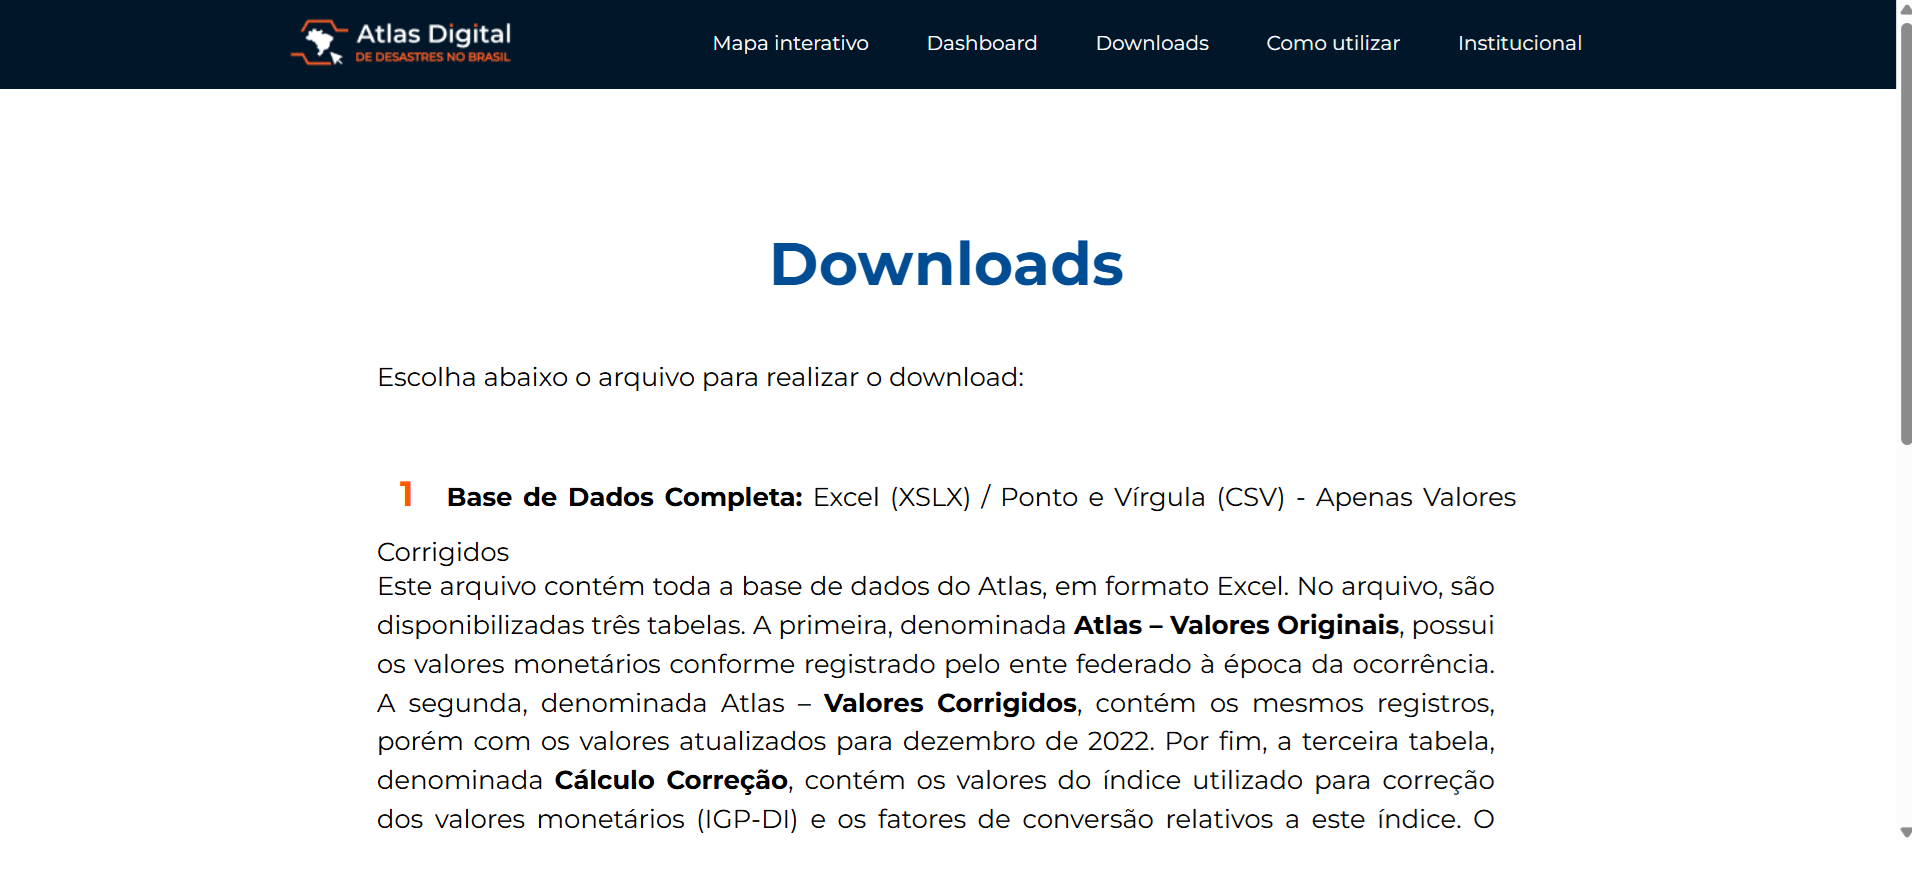 Atlas Digital
DE DESASTRES NO BRASIL
Mapa interativo
Dashboard
Downloads
Como utilizar
Institucional
Downloads
Escolha abaixo o arquivo para realizar o download:
1 Base de Dados Completa: Excel (XSLX) / Ponto e Vírgula (CSV) - Apenas Valores
Corrigidos
Este arquivo contém toda a base de dados do Atlas, em formato Excel. No arquivo, são
disponibilizadas três tabelas. A primeira, denominada Atlas – Valores Originais, possui
os valores monetários conforme registrado pelo ente federado à época da ocorrência.
A segunda, denominada Atlas – Valores Corrigidos, contém os mesmos registros,
porém com os valores atualizados para dezembro de 2022. Por fim, a terceira tabela,
denominada Cálculo Correção, contém os valores do índice utilizado para correção
dos valores monetários (IGP-DI) e os fatores de conversão relativos a este índice. O